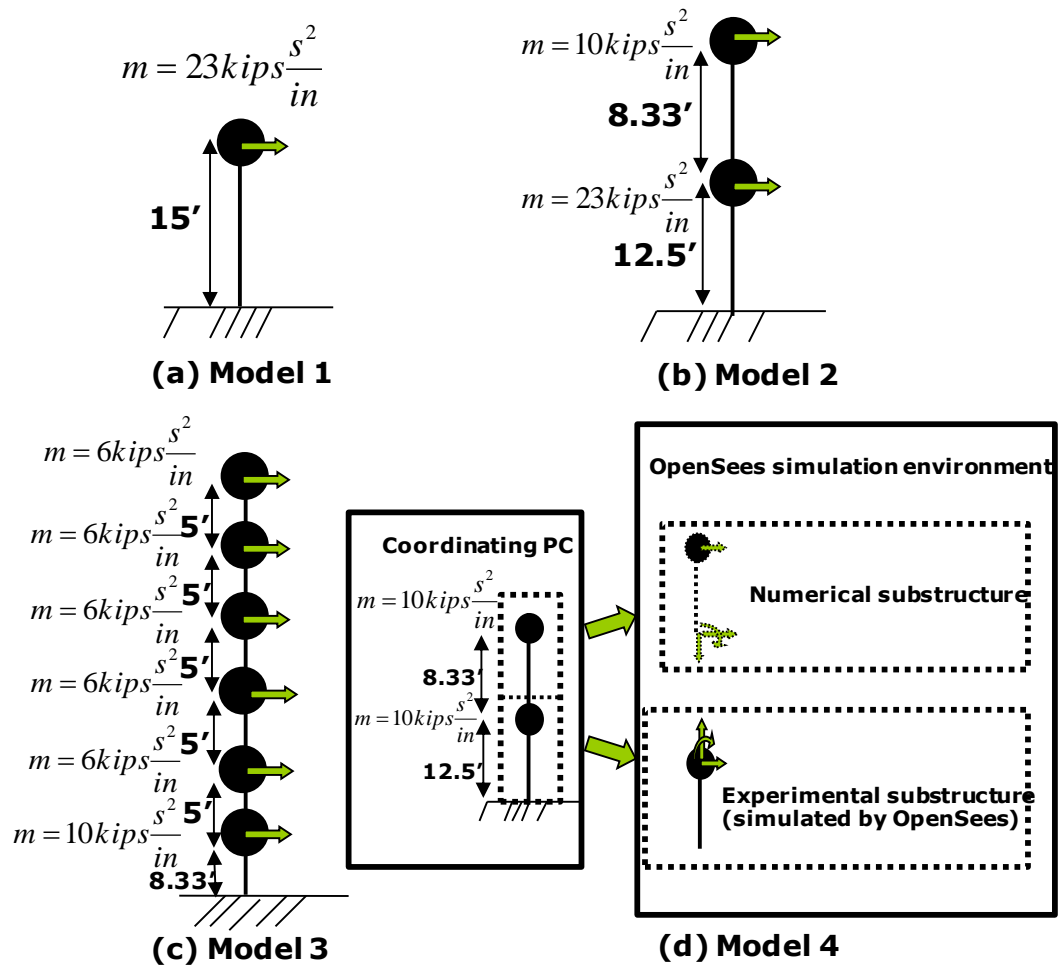 m = 23kips s²/in
15′
(a) Model 1
m = 10kips s²/in
8.33′
m = 23kips s²/in
12.5′
(b) Model 2
m = 6kips s²/in
5′
m = 6kips s²/in
5′
m = 6kips s²/in
5′
m = 6kips s²/in
5′
m = 6kips s²/in
5′
m = 10kips s²/in
8.33′
(c) Model 3
Coordinating PC
m = 10kips s²/in
8.33′
m = 10kips s²/in
12.5′
OpenSees simulation environment
Numerical substructure
Experimental substructure
(simulated by OpenSees)
(d) Model 4